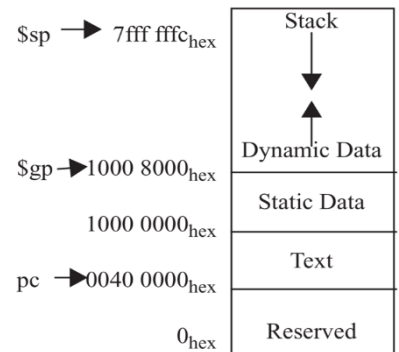 Stack
$sp 7fff fffchex
Dynamic Data
$gp 1000 8000hex
Static Data
1000 0000hex
Text
pc 0040 0000hex
Reserved
0hex